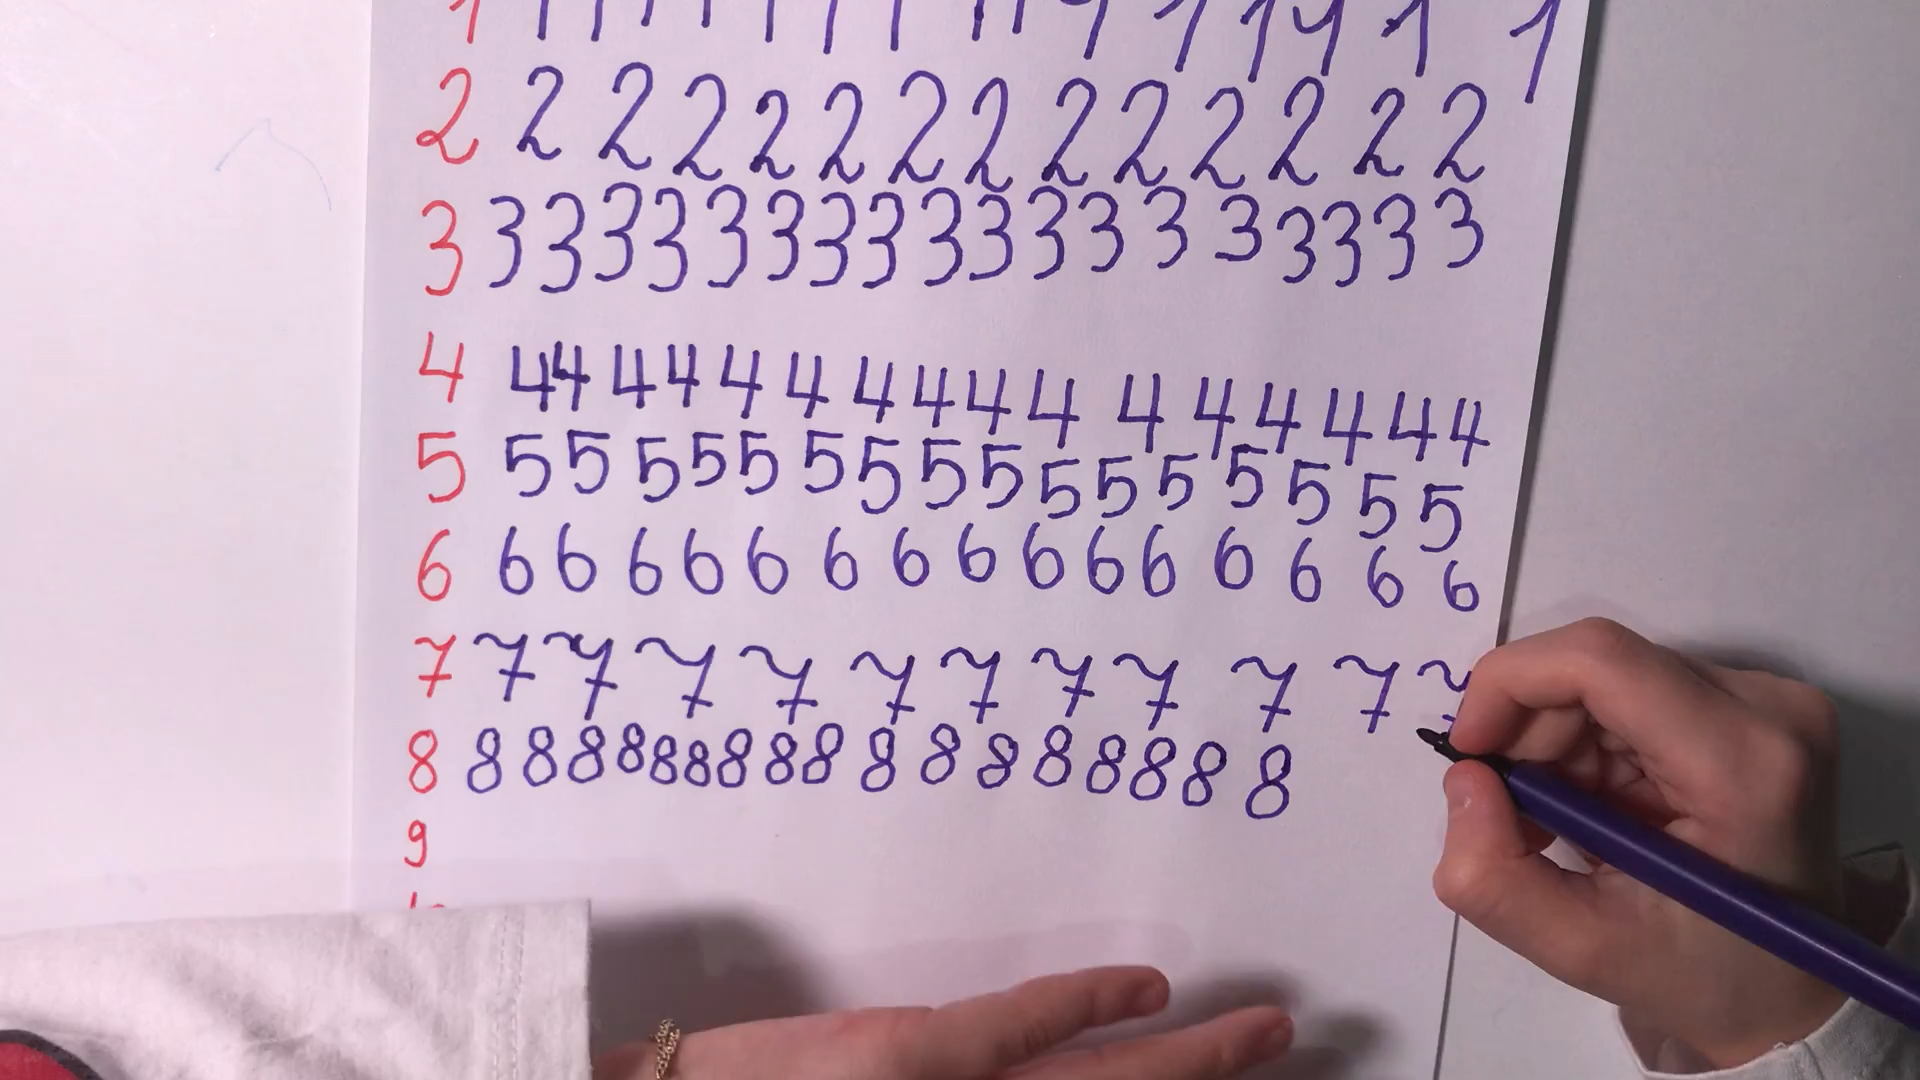 1 1 1 1 1 1 1 1 1 1 1 1 1 1 1 1
2 2 2 2 2 2 2 2 2 2 2 2 2 2
3 3 3 3 3 3 3 3 3 3 3 3 3 3 3 3 3 3 3
4 4 4 4 4 4 4 4 4 4 4 4 4 4 4 4 4
5 5 5 5 5 5 5 5 5 5 5 5 5 5 5 5 5
6 6 6 6 6 6 6 6 6 6 6 6 6 6 6 6
7 7 7 7 7 7 7 7 7 7 7 7
8 8 8 8 8 8 8 8 8 8 8 8 8 8 8 8 8 8
9